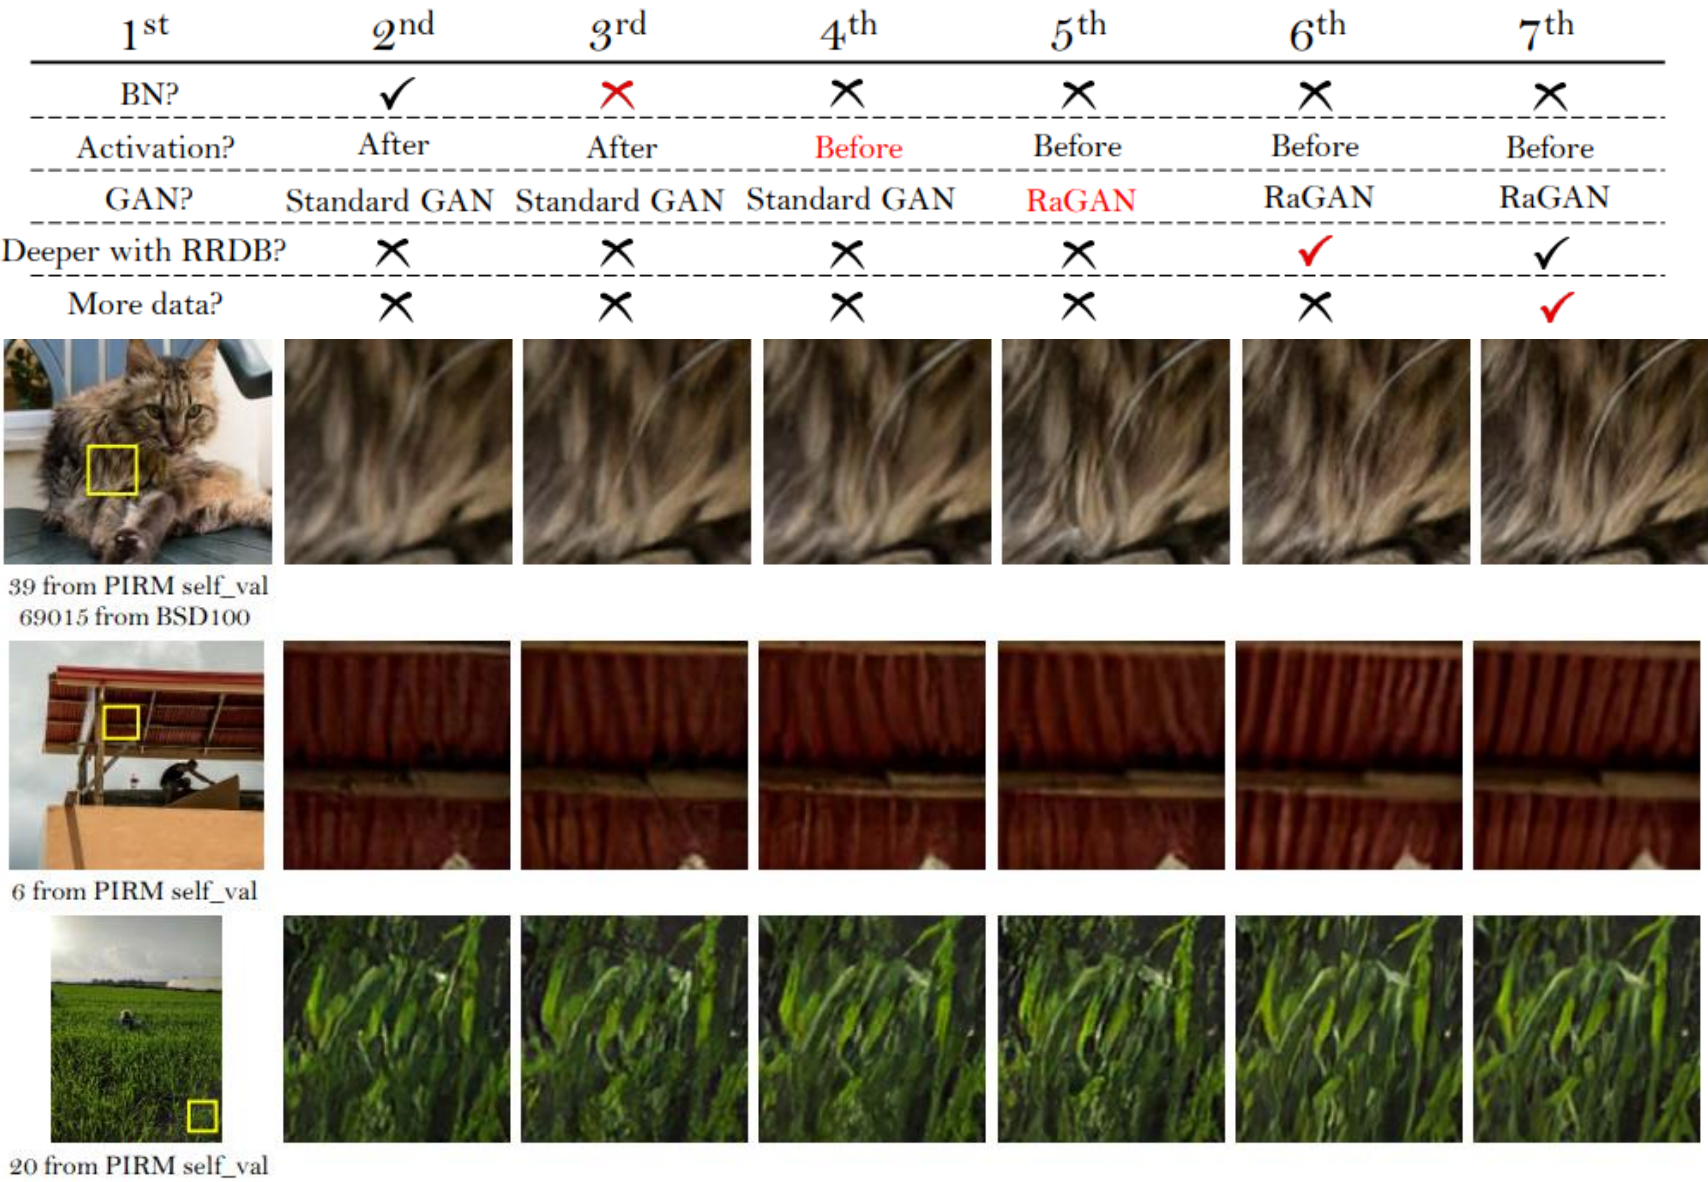 1st 2nd 3rd 4th 5th 6th 7th
BN? ✓ ✗ ✗ ✗ ✗ ✗
Activation? After After Before Before Before Before
GAN? Standard GAN Standard GAN Standard GAN RaGAN RaGAN RaGAN
Deeper with RRDB? ✗ ✗ ✗ ✗ ✓ ✓
More data? ✗ ✗ ✗ ✗ ✗ ✓
39 from PIRM self_val
69015 from BSD100
6 from PIRM self_val
20 from PIRM self_val